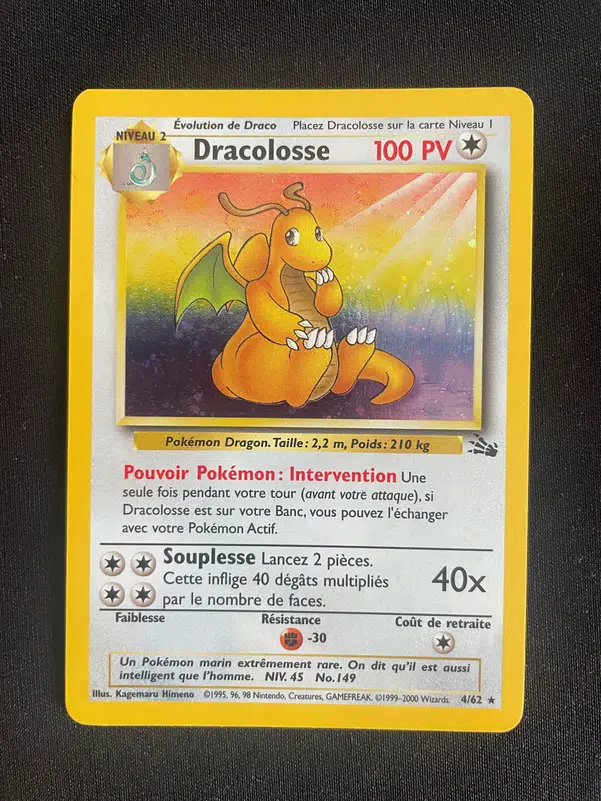 Évolution de Draco Placez Dracolosse sur la carte Niveau 1
NIVEAU 2
Dracolosse 100 PV
Pokémon Dragon. Taille: 2,2 m, Poids: 210 kg
Pouvoir Pokémon: Intervention Une
seule fois pendant votre tour (avant votre attaque), si
Dracolosse est sur votre Banc, vous pouvez l'échanger
avec votre Pokémon Actif.
Souplesse Lancez 2 pièces.
Cette inflige 40 dégâts multipliés
par le nombre de faces.
40x
Faiblesse Résistance Coût de retraite
-30
Un Pokémon marin extrêmement rare. On dit qu'il est aussi
intelligent que l'homme. NIV. 45 No.149
Illus. Kagemaru Himeno ©1995, 96, 98 Nintendo, Creatures, GAMEFREAK. ©1999-2000 Wizards. 4/62 ★